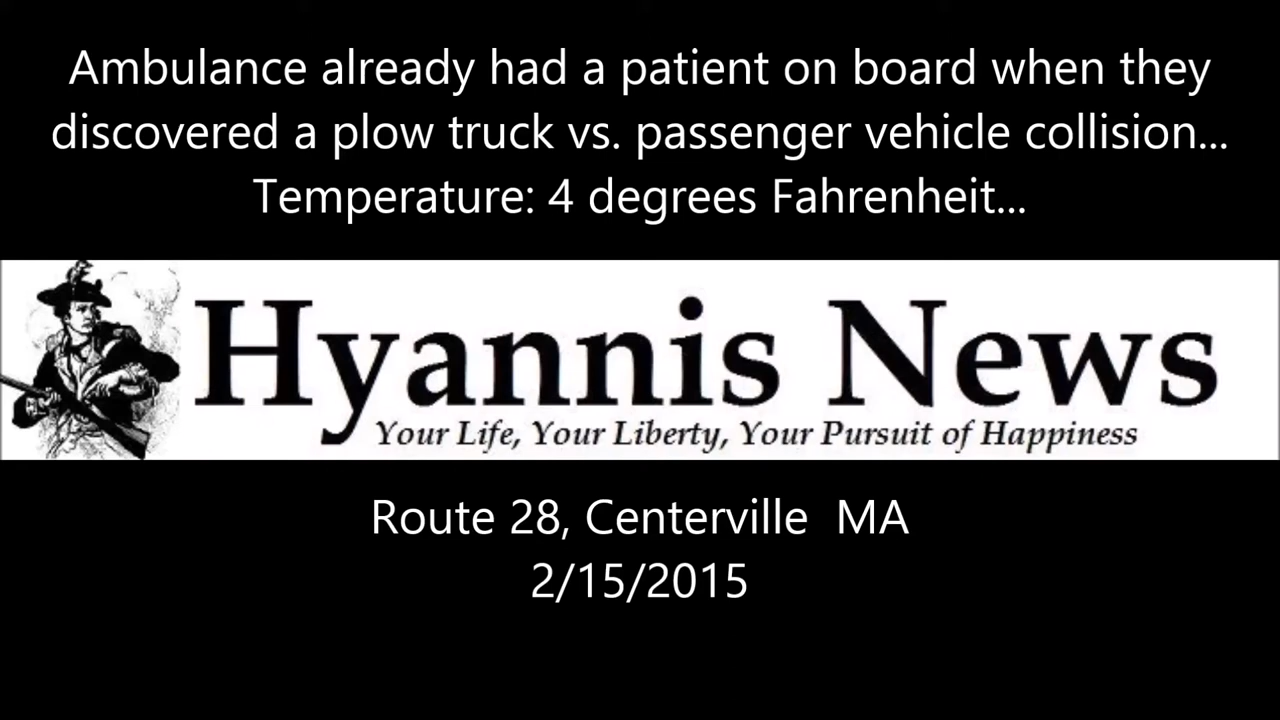 Ambulance already had a patient on board when they
discovered a plow truck vs. passenger vehicle collision...
Temperature: 4 degrees Fahrenheit...
Hyannis News
Your Life, Your Liberty, Your Pursuit of Happiness
Route 28, Centerville  MA
2/15/2015